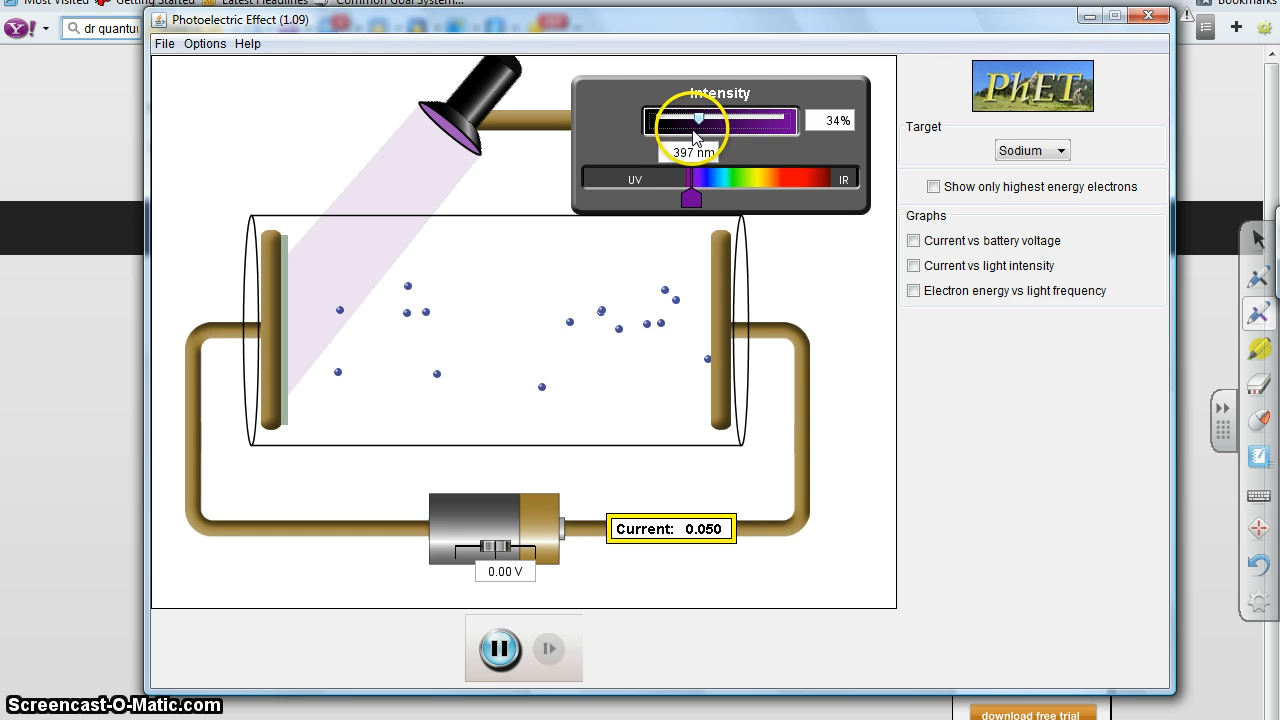 Most Visited Getting Started Latest Headlines Common Goal System... Bookmarks
dr quantu
Photoelectric Effect (1.09)
File Options Help
Intensity
34%
397 nm
UV IR
PhET
Target
Sodium
Show only highest energy electrons
Graphs
Current vs battery voltage
Current vs light intensity
Electron energy vs light frequency
Current: 0.050
0.00 V
Screencast-O-Matic.com
download free trial